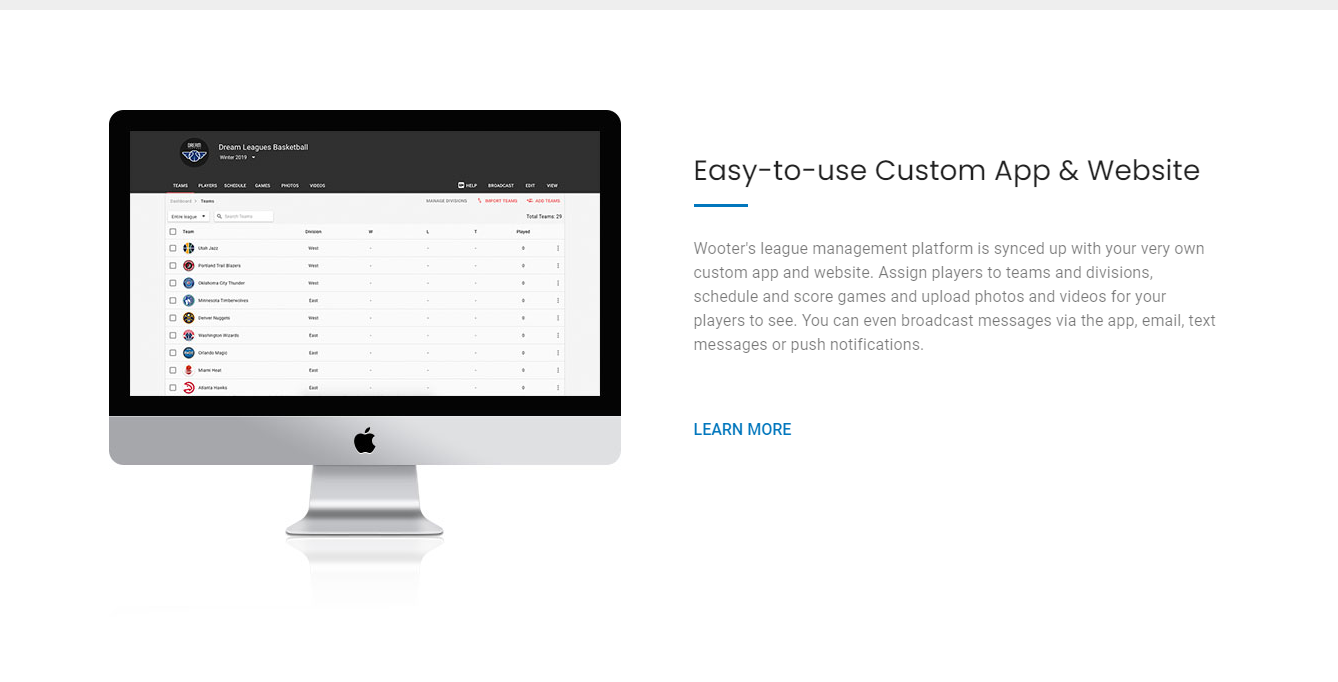 DREAM
Dream Leagues Basketball
Winter 2019
TEAMS PLAYERS SCHEDULE GAMES PHOTOS VIDEOS HELP BROADCAST EDIT VIEW
Dashboard > Teams MANAGE DIVISIONS IMPORT TEAMS ADD TEAMS
Entire league Search Teams Total Teams: 29
Team Division W L T Played
Utah Jazz West - - - 0
Portland Trail Blazers West - - - 0
Oklahoma City Thunder West - - - 0
Minnesota Timberwolves East - - - 0
Denver Nuggets West - - - 0
Washington Wizards East - - - 0
Orlando Magic East - - - 0
Miami Heat East - - - 0
Atlanta Hawks East - - - 0
Easy-to-use Custom App & Website
Wooter's league management platform is synced up with your very own
custom app and website. Assign players to teams and divisions,
schedule and score games and upload photos and videos for your
players to see. You can even broadcast messages via the app, email, text
messages or push notifications.
LEARN MORE